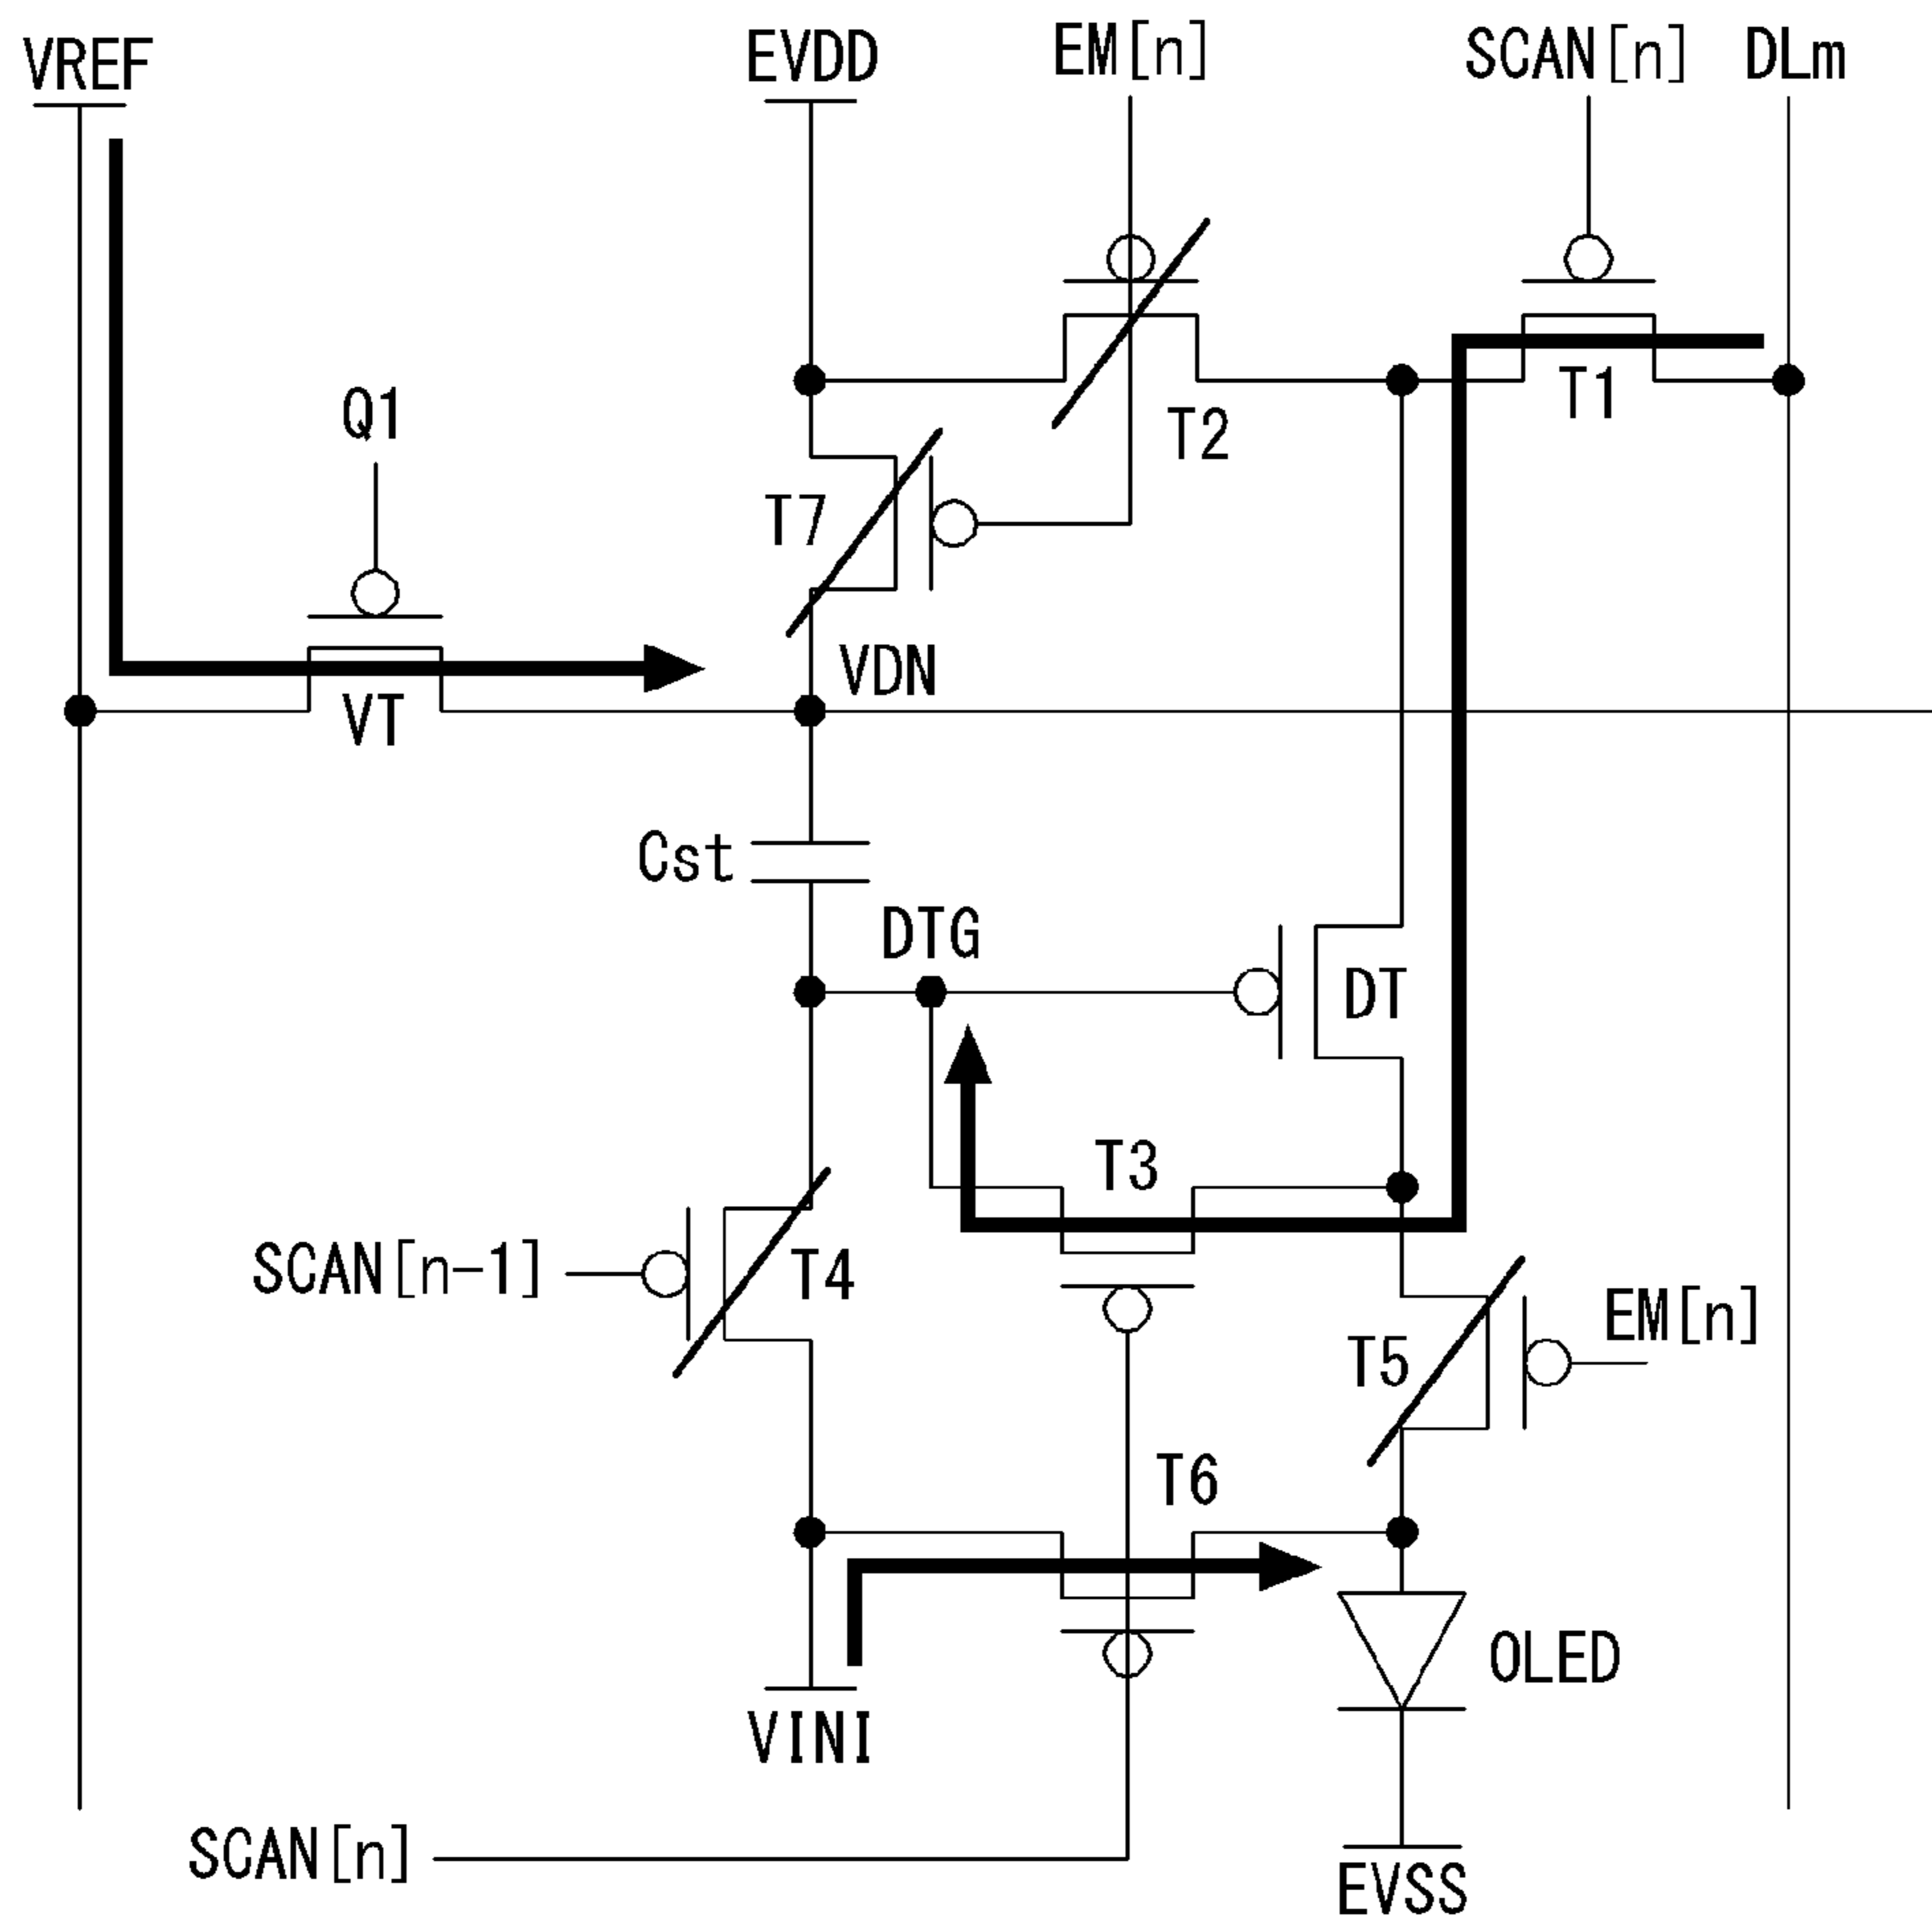 VREF
EVDD
EM[n]
SCAN[n]
DLm
Q1
T1
T2
T7
VDN
VT
Cst
DTG
DT
T3
SCAN[n-1]
T4
EM[n]
T5
T6
OLED
VINI
SCAN[n]
EVSS